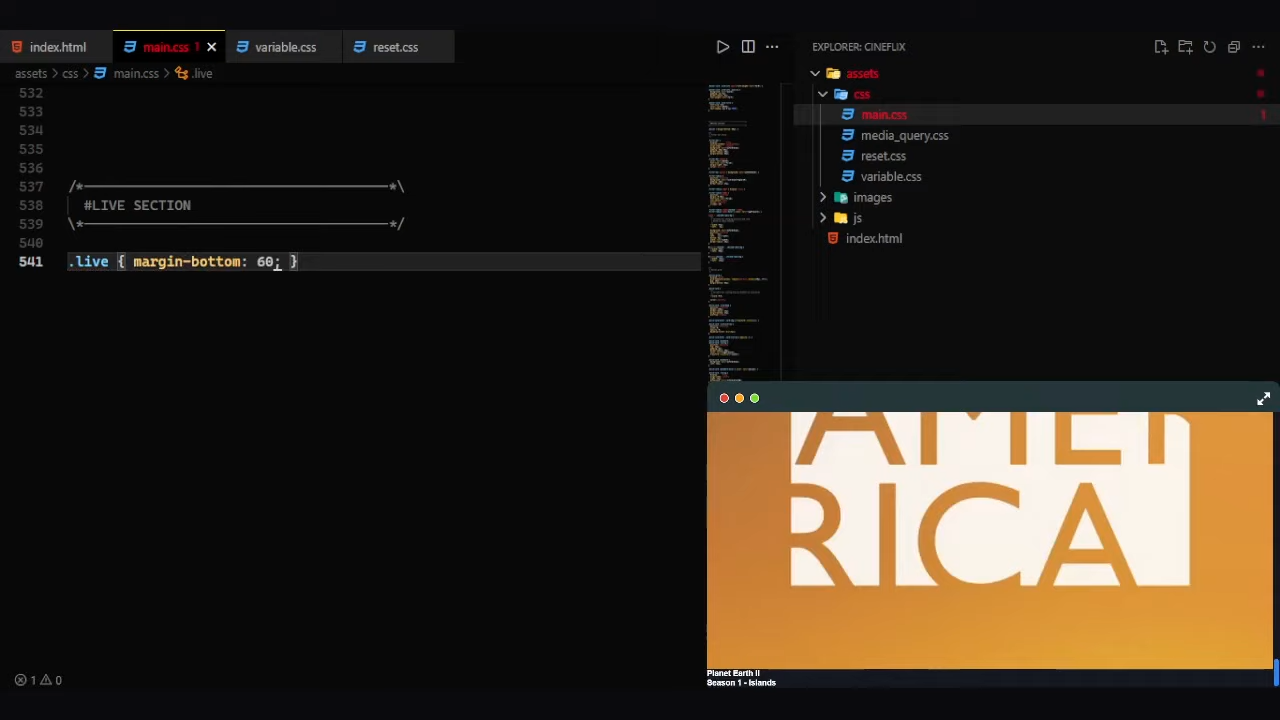 index.html
main.css 1
variable.css
reset.css
EXPLORER: CINEFLIX
assets > css > main.css > .live
532
533
534
535
536
537 /*————————————————————*\
538 #LIVE SECTION
539 \*————————————————————*/
540
541 .live { margin-bottom: 60; }
1 0
assets
css
main.css 1
media_query.css
reset.css
variable.css
images
js
index.html
AMER
RICA
Planet Earth II
Season 1 - Islands